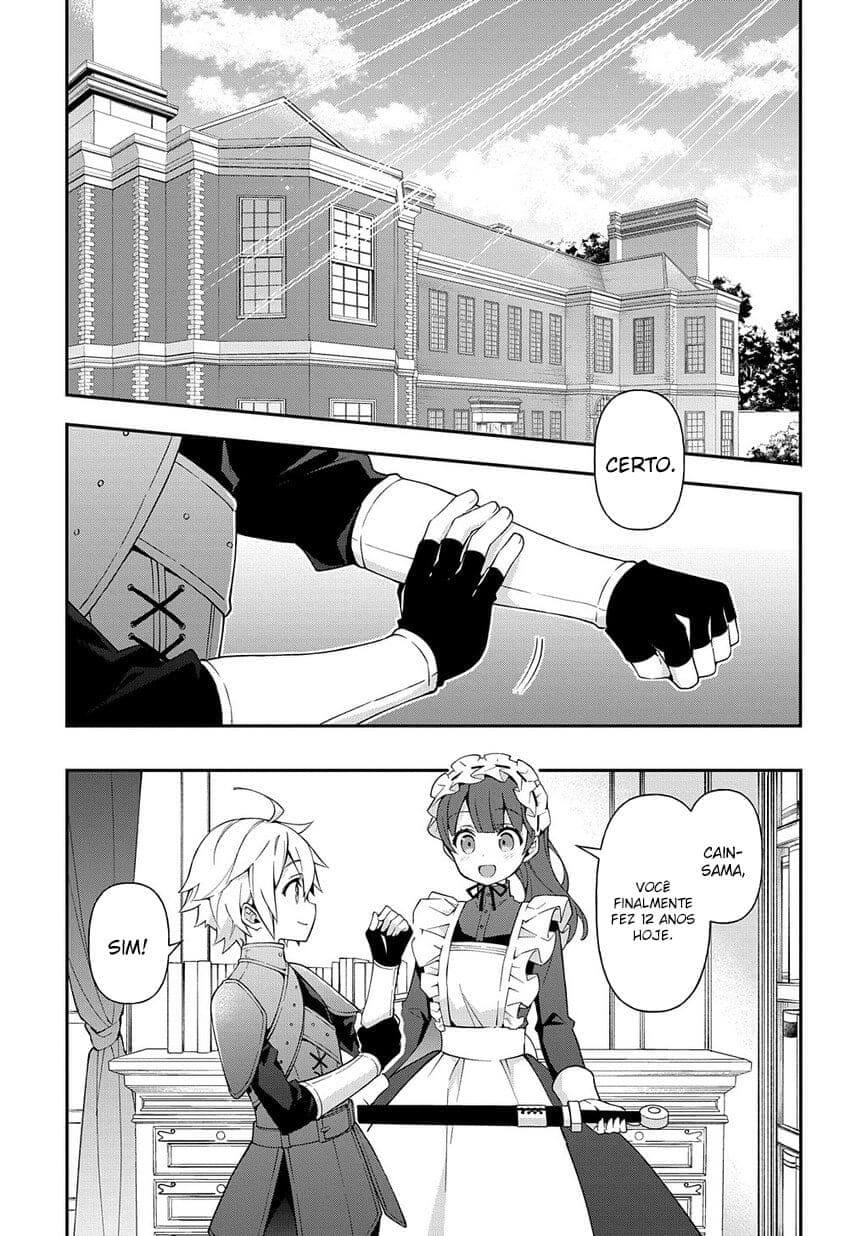 CERTO.
CAIN-
SAMA,
VOCÊ
FINALMENTE
FEZ 12 ANOS
HOJE.
SIM!